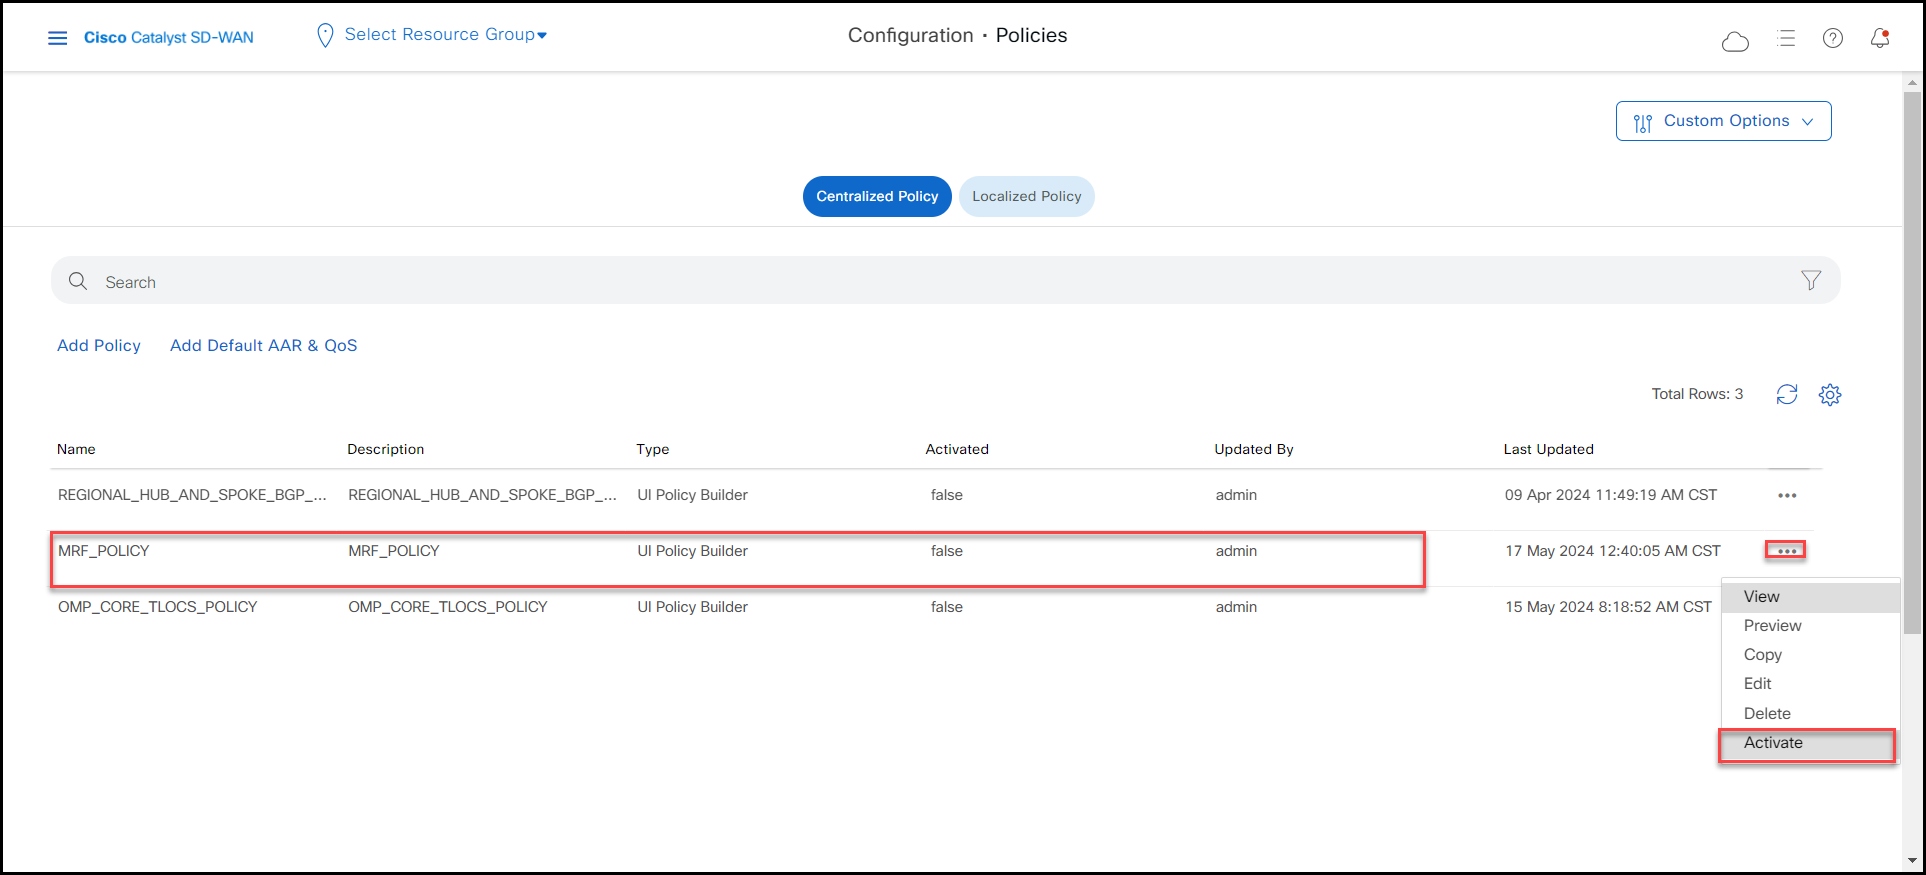 Cisco Catalyst SD-WAN
Select Resource Group
Configuration · Policies
Custom Options
Centralized Policy
Localized Policy
Search
Add Policy
Add Default AAR & QoS
Total Rows: 3
Name Description Type Activated Updated By Last Updated
REGIONAL_HUB_AND_SPOKE_BGP_... REGIONAL_HUB_AND_SPOKE_BGP_... UI Policy Builder false admin 09 Apr 2024 11:49:19 AM CST
MRF_POLICY MRF_POLICY UI Policy Builder false admin 17 May 2024 12:40:05 AM CST
OMP_CORE_TLOCS_POLICY OMP_CORE_TLOCS_POLICY UI Policy Builder false admin 15 May 2024 8:18:52 AM CST
View
Preview
Copy
Edit
Delete
Activate